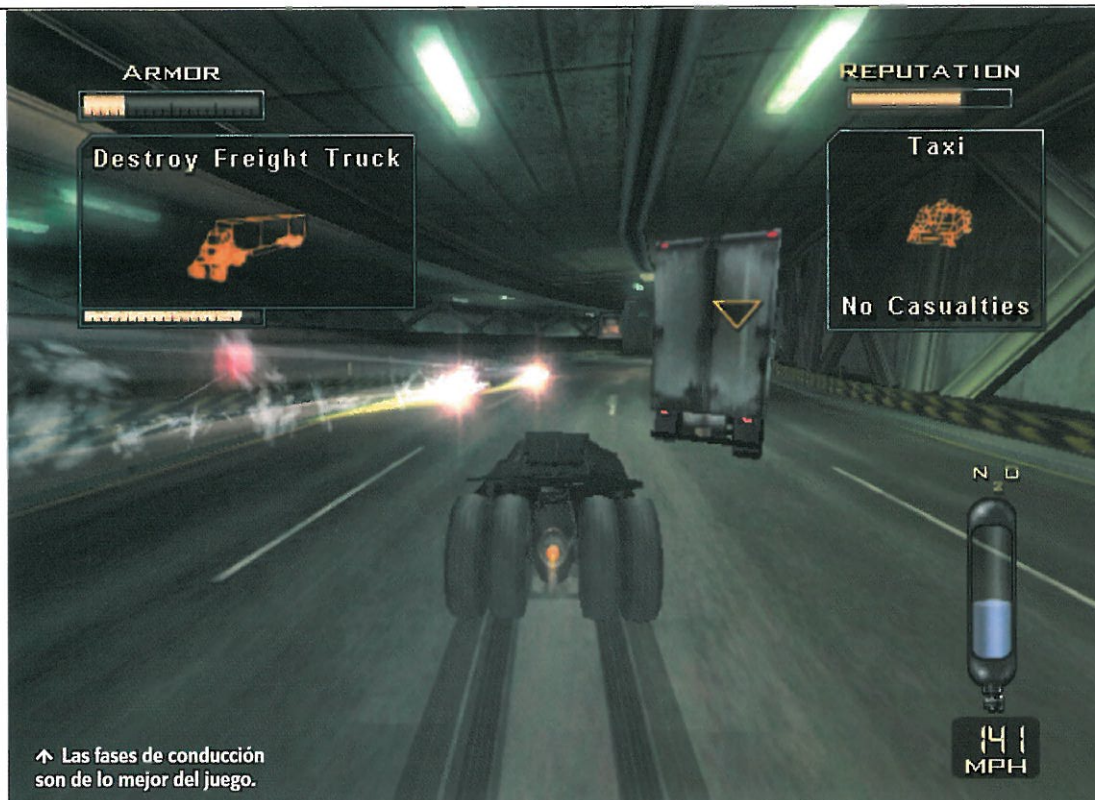 ARMOR
REPUTATION
Destroy Freight Truck
Taxi
No Casualties
N2O
141
MPH
↑ Las fases de conducción
son de lo mejor del juego.